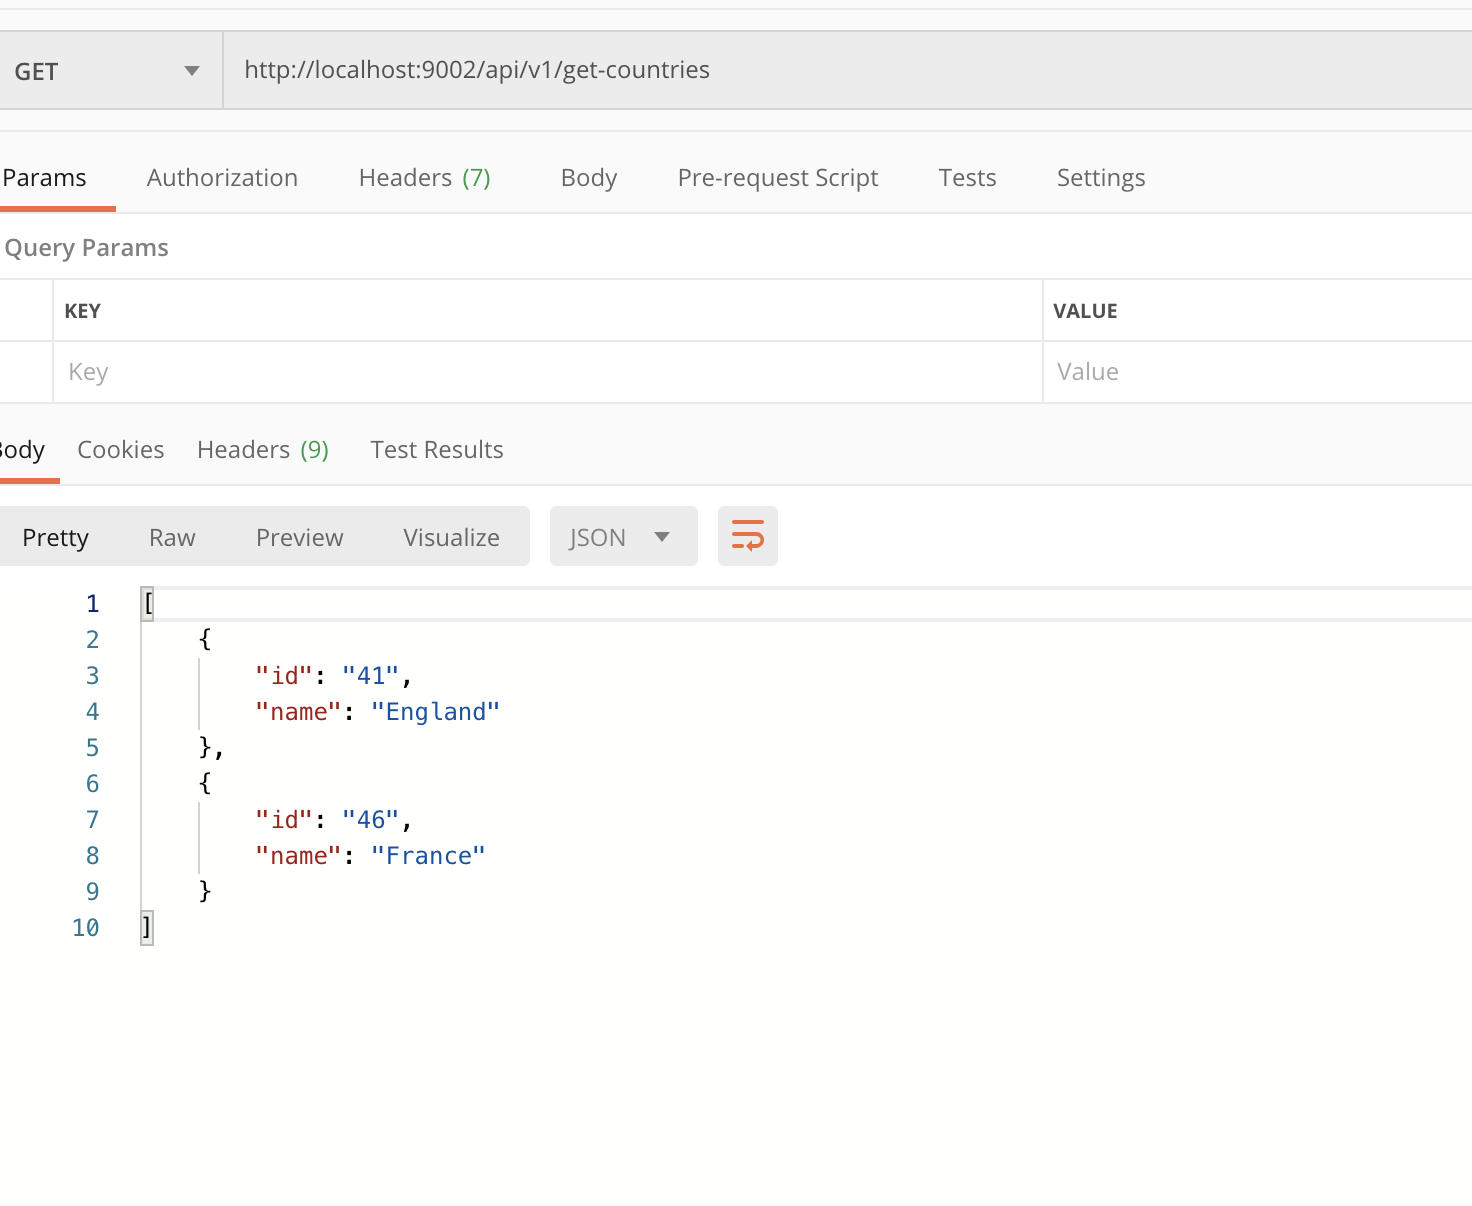 GET http://localhost:9002/api/v1/get-countries
Params Authorization Headers (7) Body Pre-request Script Tests Settings
Query Params
KEY VALUE
Key Value
Body Cookies Headers (9) Test Results
Pretty Raw Preview Visualize JSON
1 [
2 {
3 "id": "41",
4 "name": "England"
5 },
6 {
7 "id": "46",
8 "name": "France"
9 }
10 ]